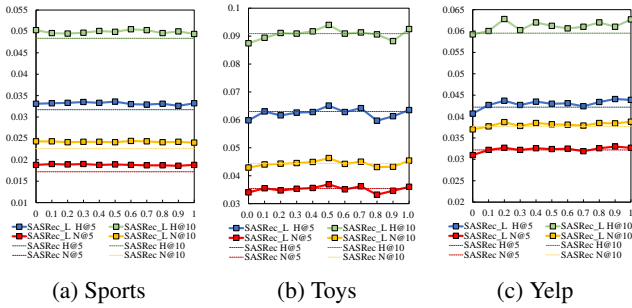 0.055
0.05
0.045
0.04
0.035
0.03
0.025
0.02
0.015
0.01
0 0.1 0.2 0.3 0.4 0.5 0.6 0.7 0.8 0.9 1
SASRec_L H@5 SASRec_L H@10
SASRec_L N@5 SASRec_L N@10
SASRec H@5 SASRec H@10
SASRec N@5 SASRec N@10
(a) Sports
0.1
0.09
0.08
0.07
0.06
0.05
0.04
0.03
0.0 0.1 0.2 0.3 0.4 0.5 0.6 0.7 0.8 0.9 1.0
SASRec_L H@5 SASRec_L H@10
SASRec_L N@5 SASRec_L N@10
SASRec H@5 SASRec H@10
SASRec N@5 SASRec N@10
(b) Toys
0.065
0.06
0.055
0.05
0.045
0.04
0.035
0.03
0.025
0.02
0 0.1 0.2 0.3 0.4 0.5 0.6 0.7 0.8 0.9 1
SASRec_L H@5 SASRec_L H@10
SASRec_L N@5 SASRec_L N@10
SASRec H@5 SASRec H@10
SASRec N@5 SASRec N@10
(c) Yelp